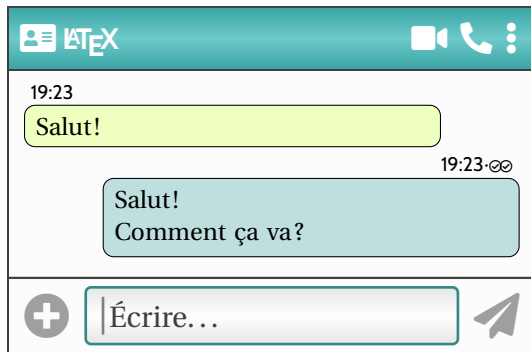 LATEX
19:23
Salut!
19:23
Salut!
Comment ça va?
Écrire...